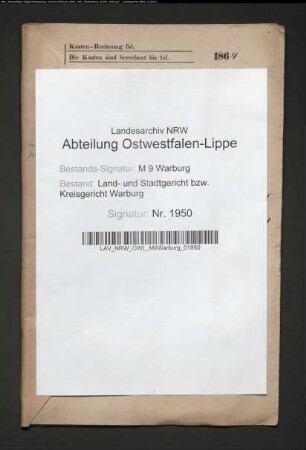 Kosten-Rechnung fol.
Die Kosten sind berechnet bis fol.
186
Landesarchiv NRW
Abteilung Ostwestfalen-Lippe
Bestands-Signatur: M 9 Warburg
Bestand: Land- und Stadtgericht bzw.
Kreisgericht Warburg
Signatur: Nr. 1950
LAV_NRW_OWL_M9Warburg_01950